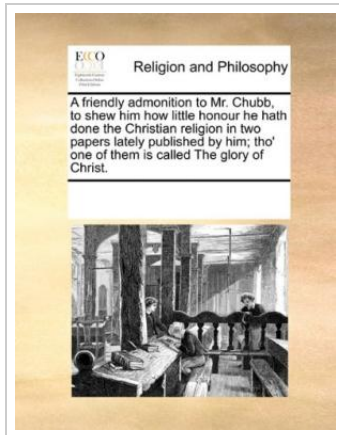 ECCO
Religion and Philosophy
A friendly admonition to Mr. Chubb,
to shew him how little honour he hath
done the Christian religion in two
papers lately published by him; tho'
one of them is called The glory of
Christ.